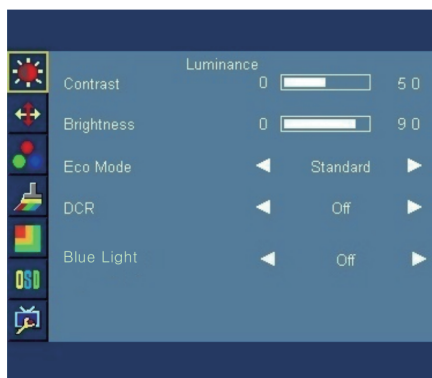 Luminance
Contrast 0 50
Brightness 0 90
Eco Mode Standard
DCR Off
Blue Light Off
OSD